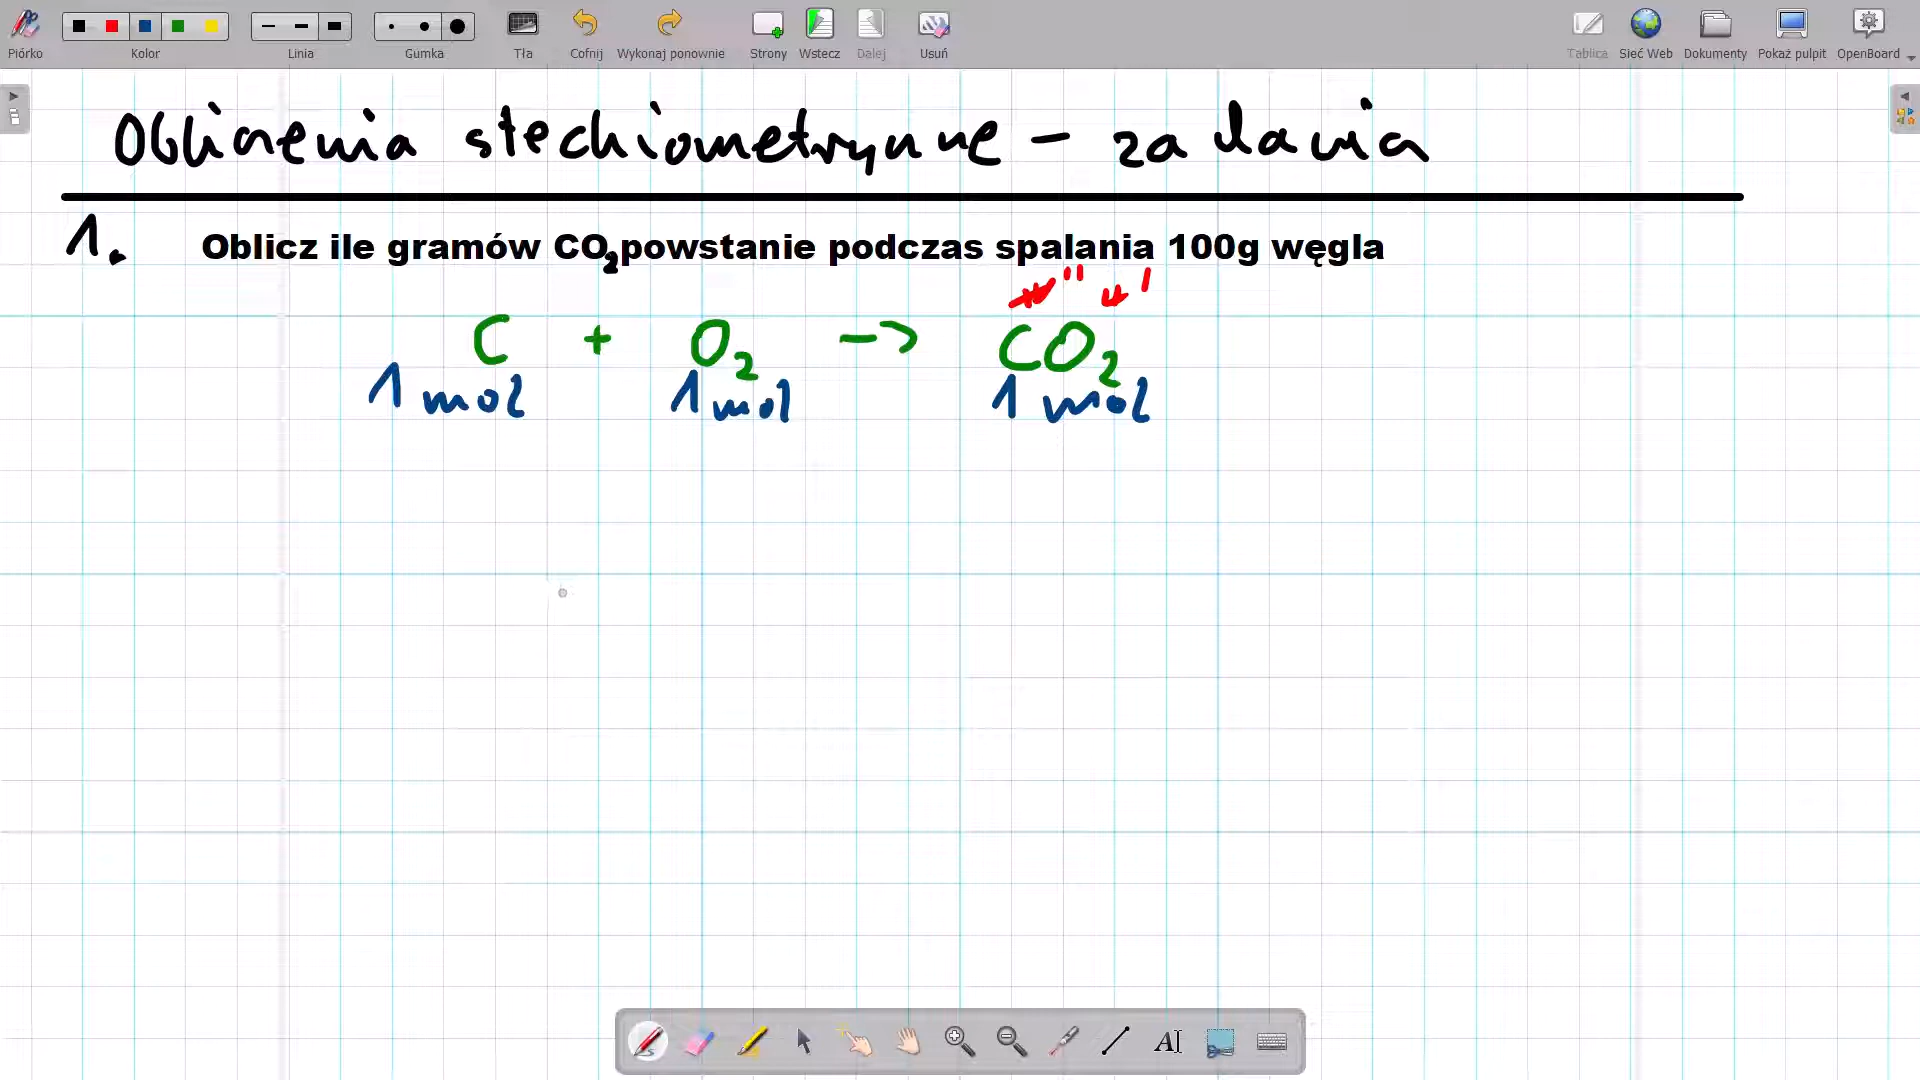 Piórko Kolor Linia Gumka Tła Cofnij Wykonaj ponownie Strony Wstecz Dalej Usuń Tablica Sieć Web Dokumenty Pokaż pulpit OpenBoard
Obliczenia stechiometryczne - zadania
1. Oblicz ile gramów CO2 powstanie podczas spalania 100g węgla
C + O2 -> CO2
1 mol 1 mol 1 mol